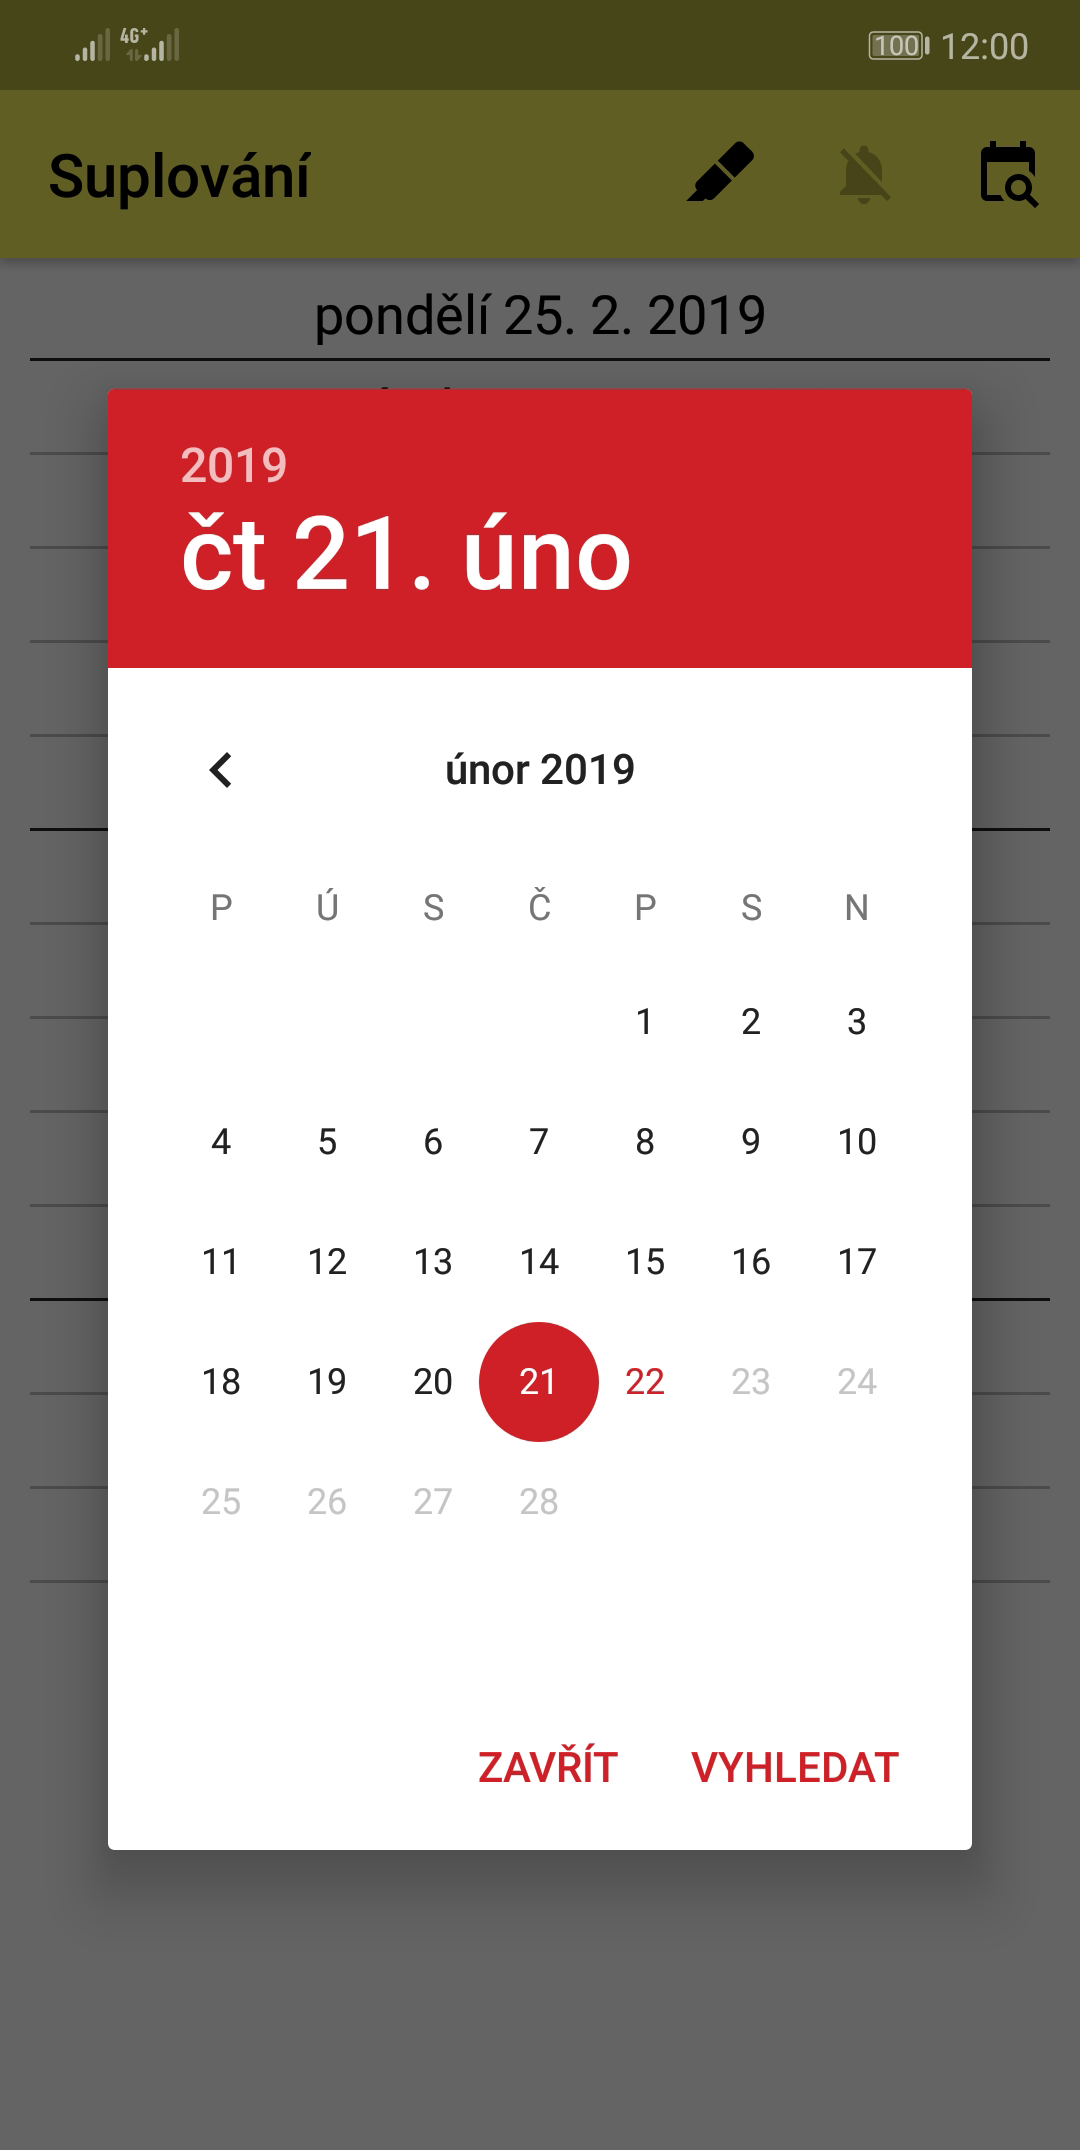 4G+ 100 12:00
Suplování
pondělí 25. 2. 2019
2019
čt 21. úno
únor 2019
P Ú S Č P S N
1 2 3
4 5 6 7 8 9 10
11 12 13 14 15 16 17
18 19 20 21 22 23 24
25 26 27 28
ZAVŘÍT VYHLEDAT